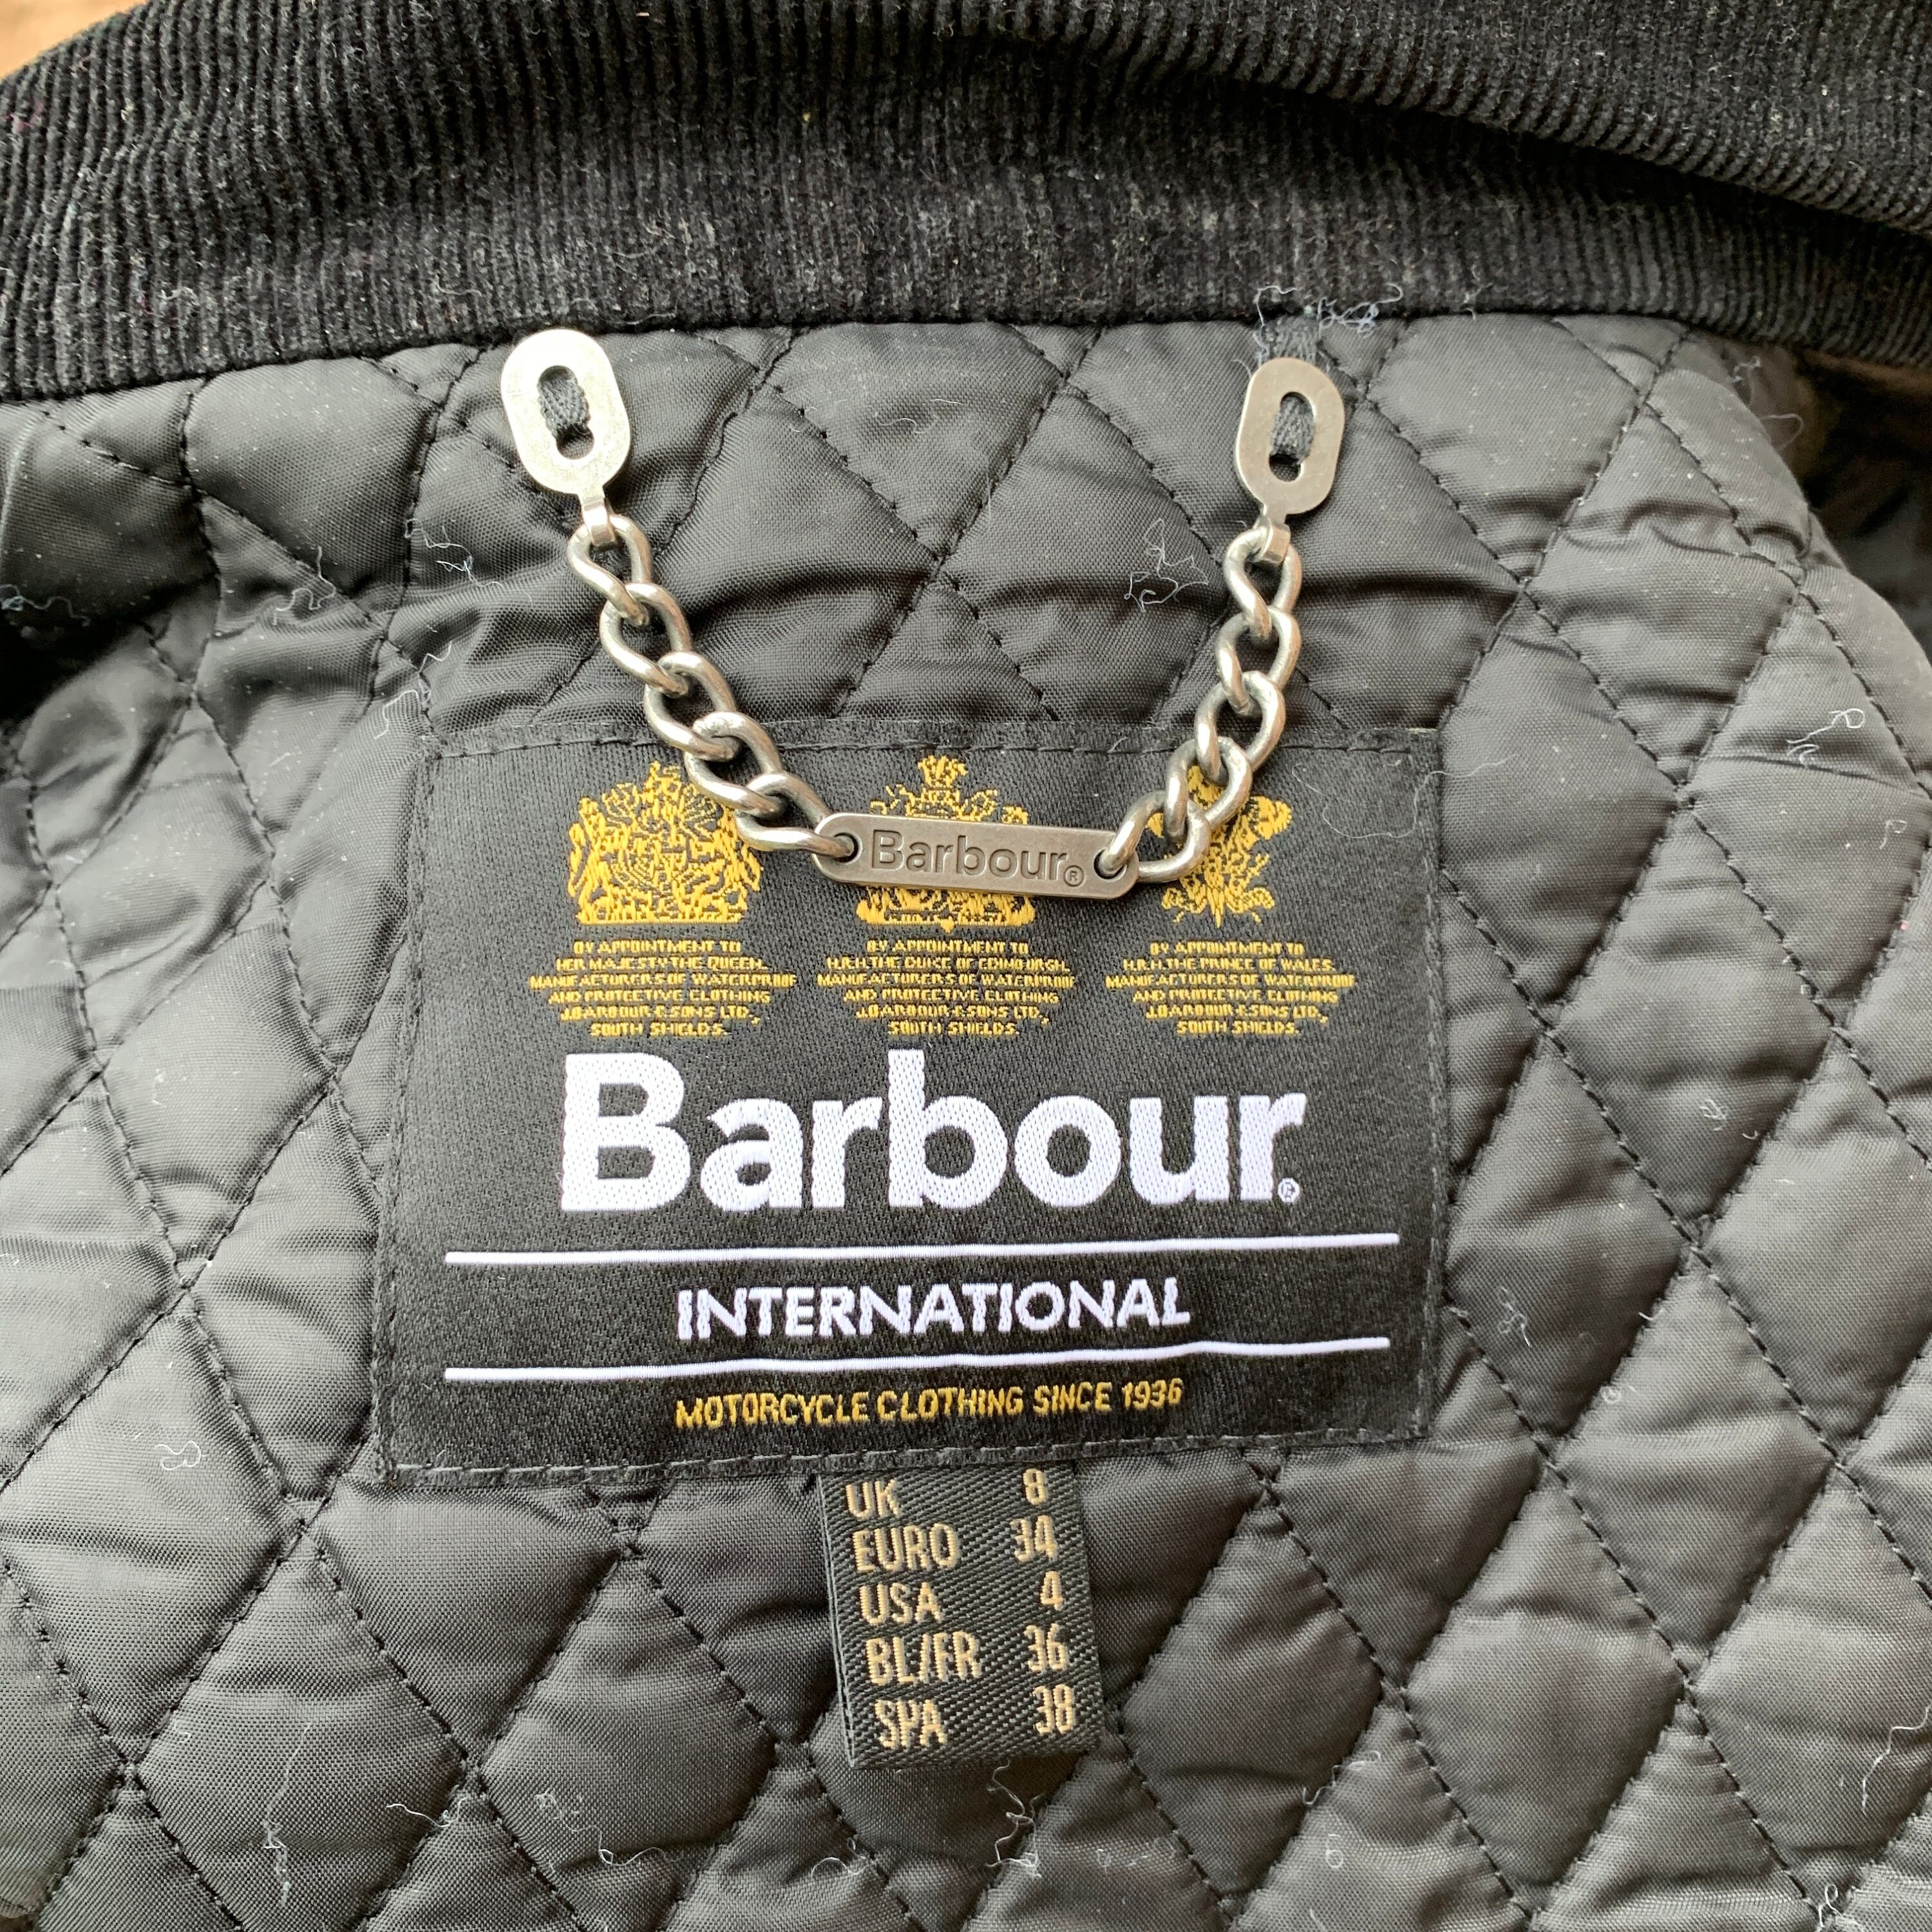 Barbour®
BY APPOINTMENT TO
HER MAJESTY THE QUEEN.
MANUFACTURERS OF WATERPROOF
AND PROTECTIVE CLOTHING
J.BARBOUR & SONS LTD.,
SOUTH SHIELDS.
BY APPOINTMENT TO
H.R.H. THE DUKE OF EDINBURGH.
MANUFACTURERS OF WATERPROOF
AND PROTECTIVE CLOTHING
J.BARBOUR & SONS LTD.,
SOUTH SHIELDS.
BY APPOINTMENT TO
H.R.H. THE PRINCE OF WALES.
MANUFACTURERS OF WATERPROOF
AND PROTECTIVE CLOTHING
J.BARBOUR & SONS LTD.,
SOUTH SHIELDS.
Barbour®
INTERNATIONAL
MOTORCYCLE CLOTHING SINCE 1936
UK 8
EURO 34
USA 4
BL/FR 36
SPA 38